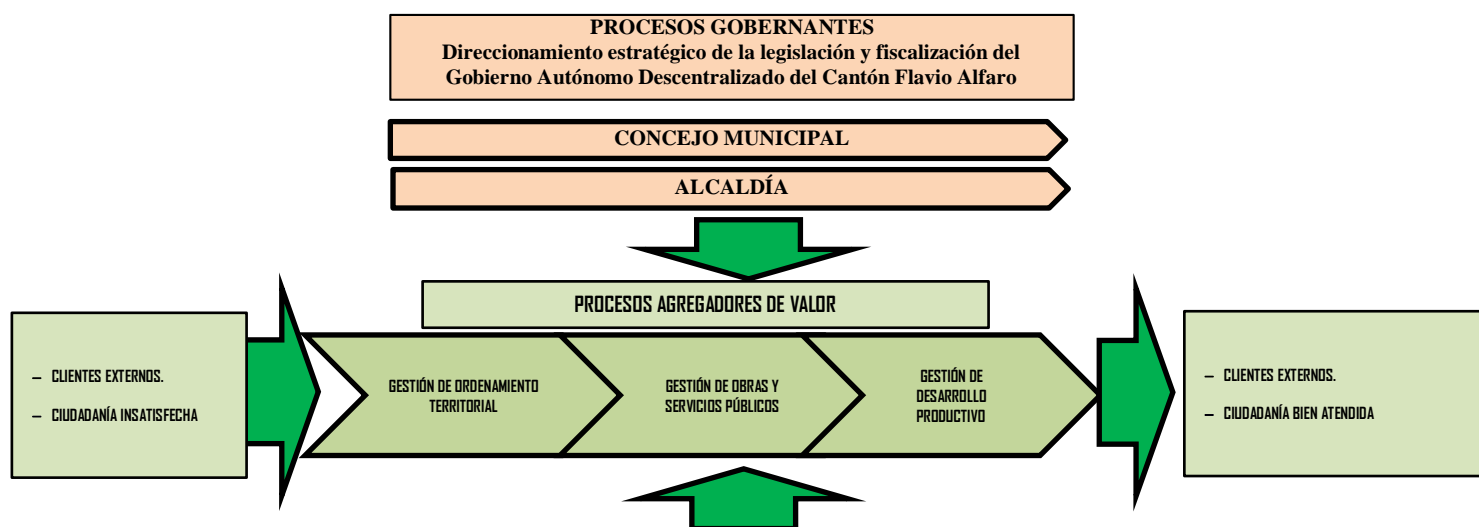 PROCESOS GOBERNANTES
Direccionamiento estratégico de la legislación y fiscalización del
Gobierno Autónomo Descentralizado del Cantón Flavio Alfaro
CONCEJO MUNICIPAL
ALCALDÍA
PROCESOS AGREGADORES DE VALOR
– CLIENTES EXTERNOS.
– CIUDADANÍA INSATISFECHA
GESTIÓN DE ORDENAMIENTO
TERRITORIAL
GESTIÓN DE OBRAS Y
SERVICIOS PÚBLICOS
GESTIÓN DE
DESARROLLO
PRODUCTIVO
– CLIENTES EXTERNOS.
– CIUDADANÍA BIEN ATENDIDA